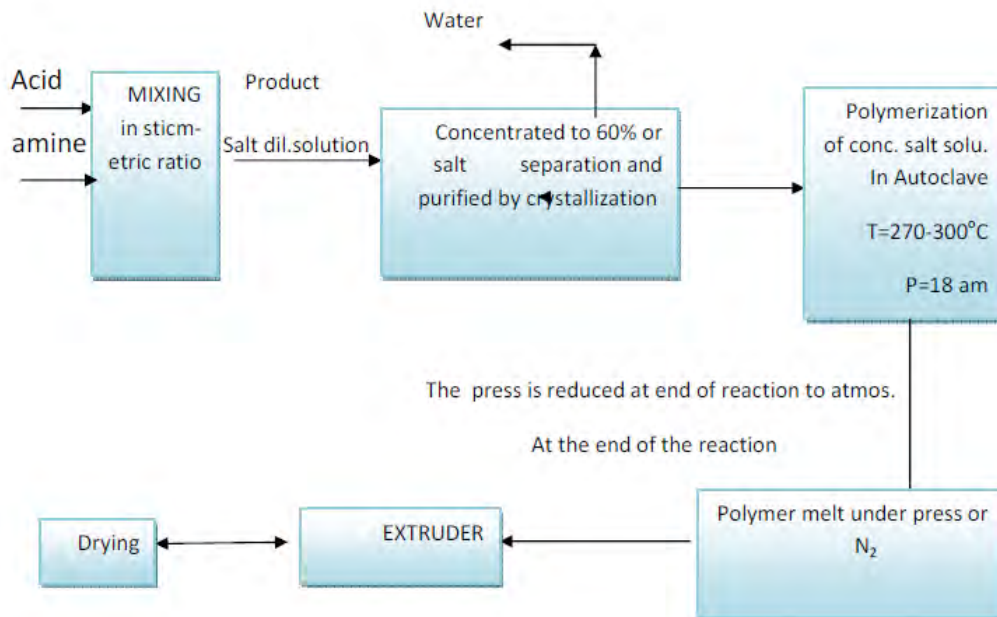 Water
Acid
amine
MIXING
in sticm-
etric ratio
Product
Salt dil.solution
Concentrated to 60% or
salt separation and
purified by crystallization
Polymerization
of conc. salt solu.
In Autoclave
T=270-300°C
P=18 am
The press is reduced at end of reaction to atmos.
At the end of the reaction
Polymer melt under press or
N₂
EXTRUDER
Drying